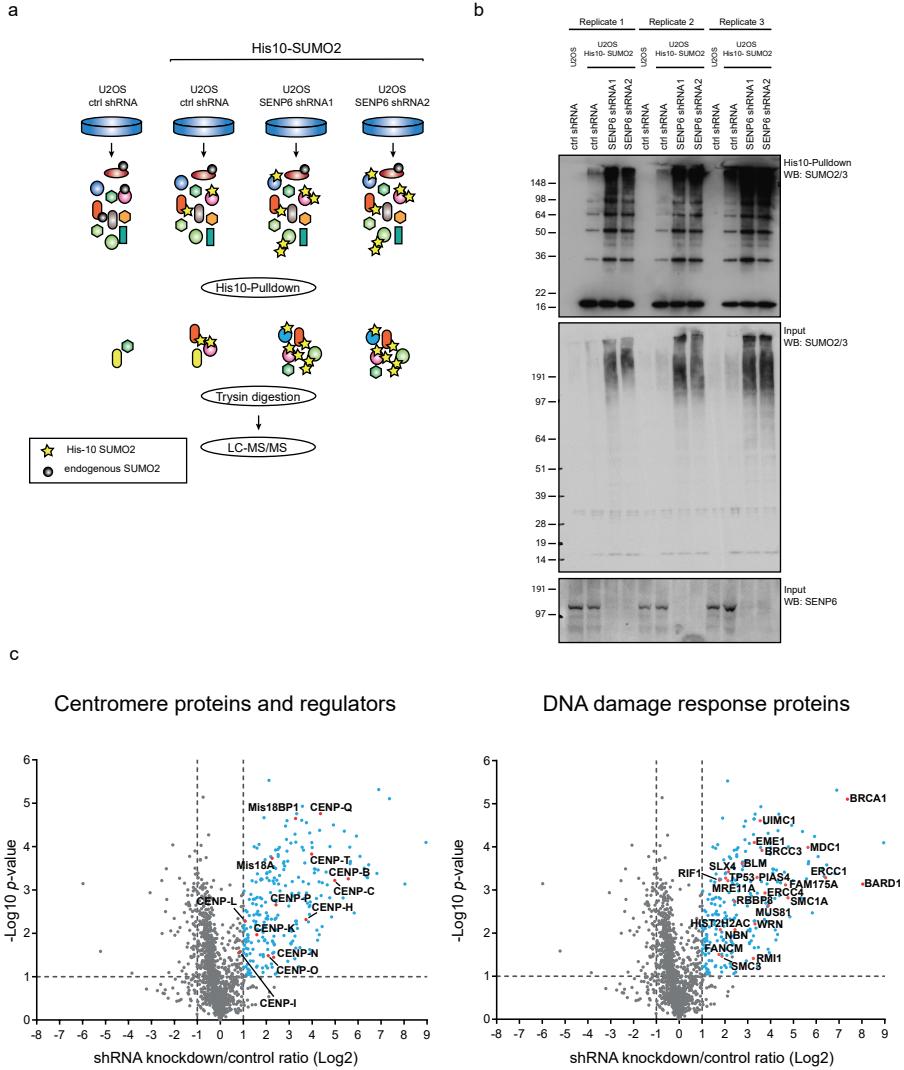 a
His10-SUMO2
U2OS
ctrl shRNA
U2OS
ctrl shRNA
U2OS
SENP6 shRNA1
U2OS
SENP6 shRNA2
His10-Pulldown
Trysin digestion
LC-MS/MS
His-10 SUMO2
endogenous SUMO2
b
Replicate 1
Replicate 2
Replicate 3
U2OS
U2OS
His10- SUMO2
U2OS
U2OS
His10- SUMO2
U2OS
U2OS
His10- SUMO2
ctrl shRNA
ctrl shRNA
SENP6 shRNA1
SENP6 shRNA2
ctrl shRNA
ctrl shRNA
SENP6 shRNA1
SENP6 shRNA2
ctrl shRNA
ctrl shRNA
SENP6 shRNA1
SENP6 shRNA2
His10-Pulldown
WB: SUMO2/3
148
98
64
50
36
22
16
Input
WB: SUMO2/3
191
97
64
51
39
28
19
14
Input
WB: SENP6
191
97
c
Centromere proteins and regulators
-Log10 p-value
6
5
4
3
2
1
0
Mis18BP1
CENP-Q
CENP-T
Mis18A
CENP-B
CENP-C
CENP-P
CENP-L
CENP-H
CENP-K
CENP-N
CENP-O
CENP-I
-8 -7 -6 -5 -4 -3 -2 -1 0 1 2 3 4 5 6 7 8 9
shRNA knockdown/control ratio (Log2)
DNA damage response proteins
-Log10 p-value
6
5
4
3
2
1
0
BRCA1
UIMC1
EME1
MDC1
BRCC3
SLX4
BLM
RIF1
TP53
PIAS4
ERCC1
FAM175A
BARD1
MRE11A
ERCC4
RBBP8
SMC1A
MUS81
HIST2H2AC
WRN
NBN
FANCM
RMI1
SMC3
-8 -7 -6 -5 -4 -3 -2 -1 0 1 2 3 4 5 6 7 8 9
shRNA knockdown/control ratio (Log2)